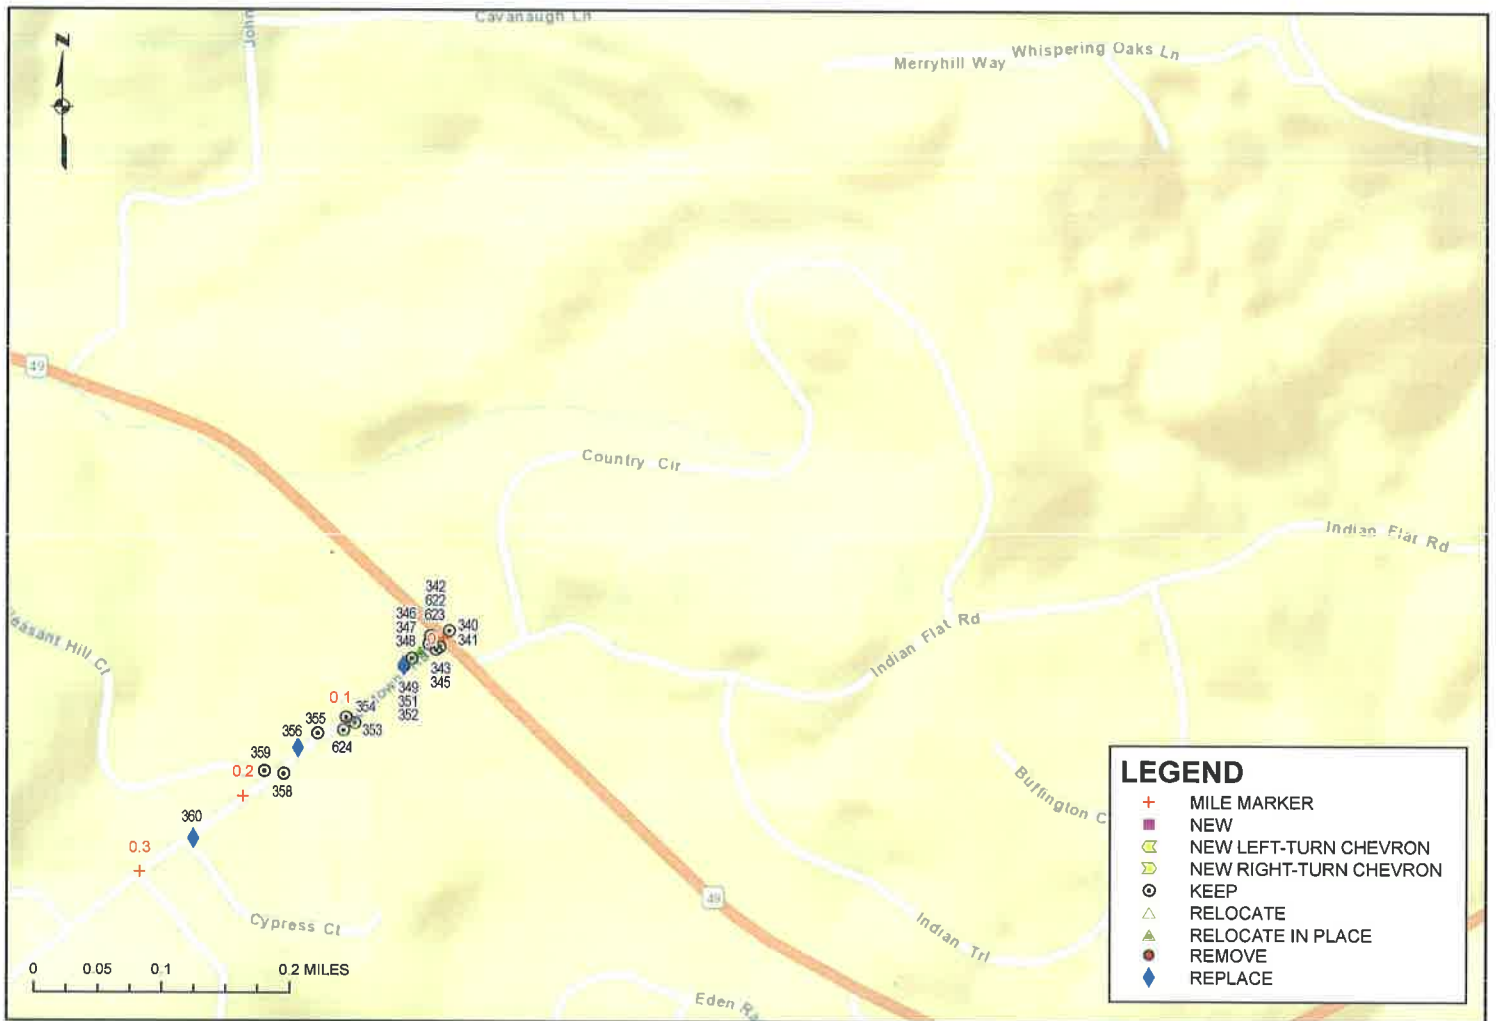 Cavanaugh Ln
John
Z
Whispering Oaks Ln
Merryhill Way
49
Country Cir
Indian Flat Rd
342
622
623
346
347
348
340
341
343
345
349
351
352
Indian Flat Rd
0.1
354
353
355
356
624
359
0.2
358
360
0.3
Cypress Ct
Buffington C
49
Indian Trl
Eden Ra
0 0.05 0.1 0.2 MILES
LEGEND
MILE MARKER
NEW
NEW LEFT-TURN CHEVRON
NEW RIGHT-TURN CHEVRON
KEEP
RELOCATE
RELOCATE IN PLACE
REMOVE
REPLACE
easant Hill Ct